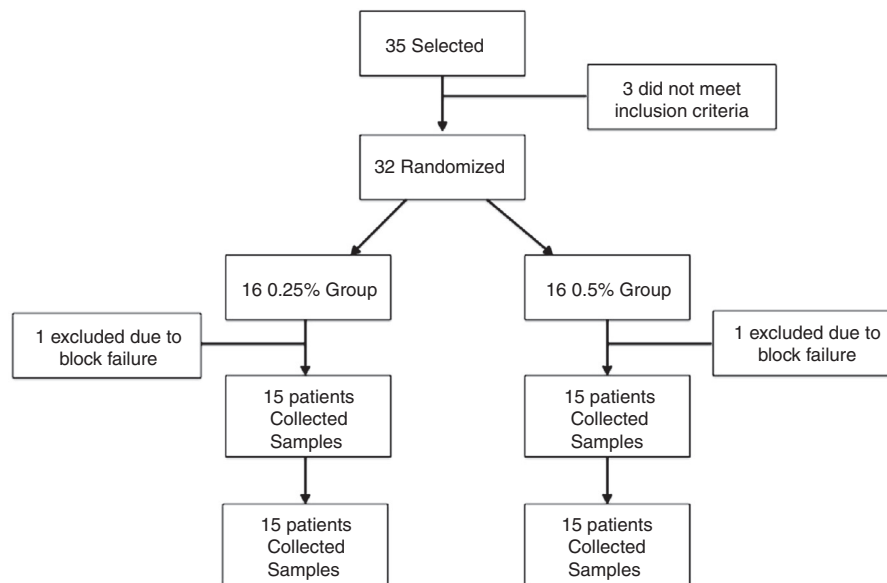 35 Selected
3 did not meet
inclusion criteria
32 Randomized
16 0.25% Group
16 0.5% Group
1 excluded due to
block failure
1 excluded due to
block failure
15 patients
Collected
Samples
15 patients
Collected
Samples
15 patients
Collected
Samples
15 patients
Collected
Samples